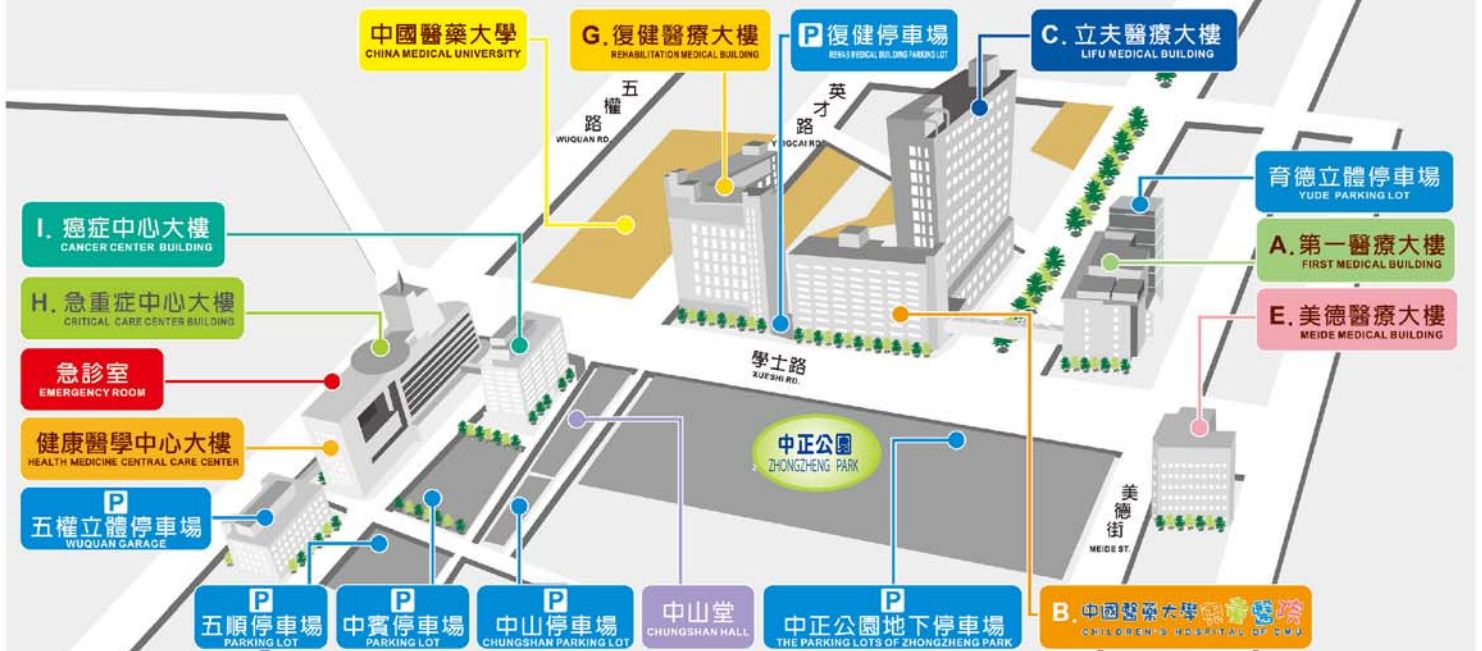 中國醫藥大學
CHINA MEDICAL UNIVERSITY
G. 復健醫療大樓
REHABILITATION MEDICAL BUILDING
P 復健停車場
REHAB MEDICAL BUILDING PARKING LOT
C. 立夫醫療大樓
LIFU MEDICAL BUILDING
五權路
WUQUAN RD.
英才路
YINGCAI RD.
育德立體停車場
YUDE PARKING LOT
I. 癌症中心大樓
CANCER CENTER BUILDING
A. 第一醫療大樓
FIRST MEDICAL BUILDING
H. 急重症中心大樓
CRITICAL CARE CENTER BUILDING
E. 美德醫療大樓
MEIDE MEDICAL BUILDING
急診室
EMERGENCY ROOM
學士路
XUESHI RD.
健康醫學中心大樓
HEALTH MEDICINE CENTRAL CARE CENTER
中正公園
ZHONGZHENG PARK
P
五權立體停車場
WUQUAN GARAGE
美德街
MEIDE ST.
P
五順停車場
PARKING LOT
P
中賓停車場
PARKING LOT
P
中山停車場
CHUNGSHAN PARKING LOT
中山堂
CHUNGSHAN HALL
P
中正公園地下停車場
THE PARKING LOTS OF ZHONGZHENG PARK
B. 中國醫藥大學兒童醫院
CHILDREN'S HOSPITAL OF CMU